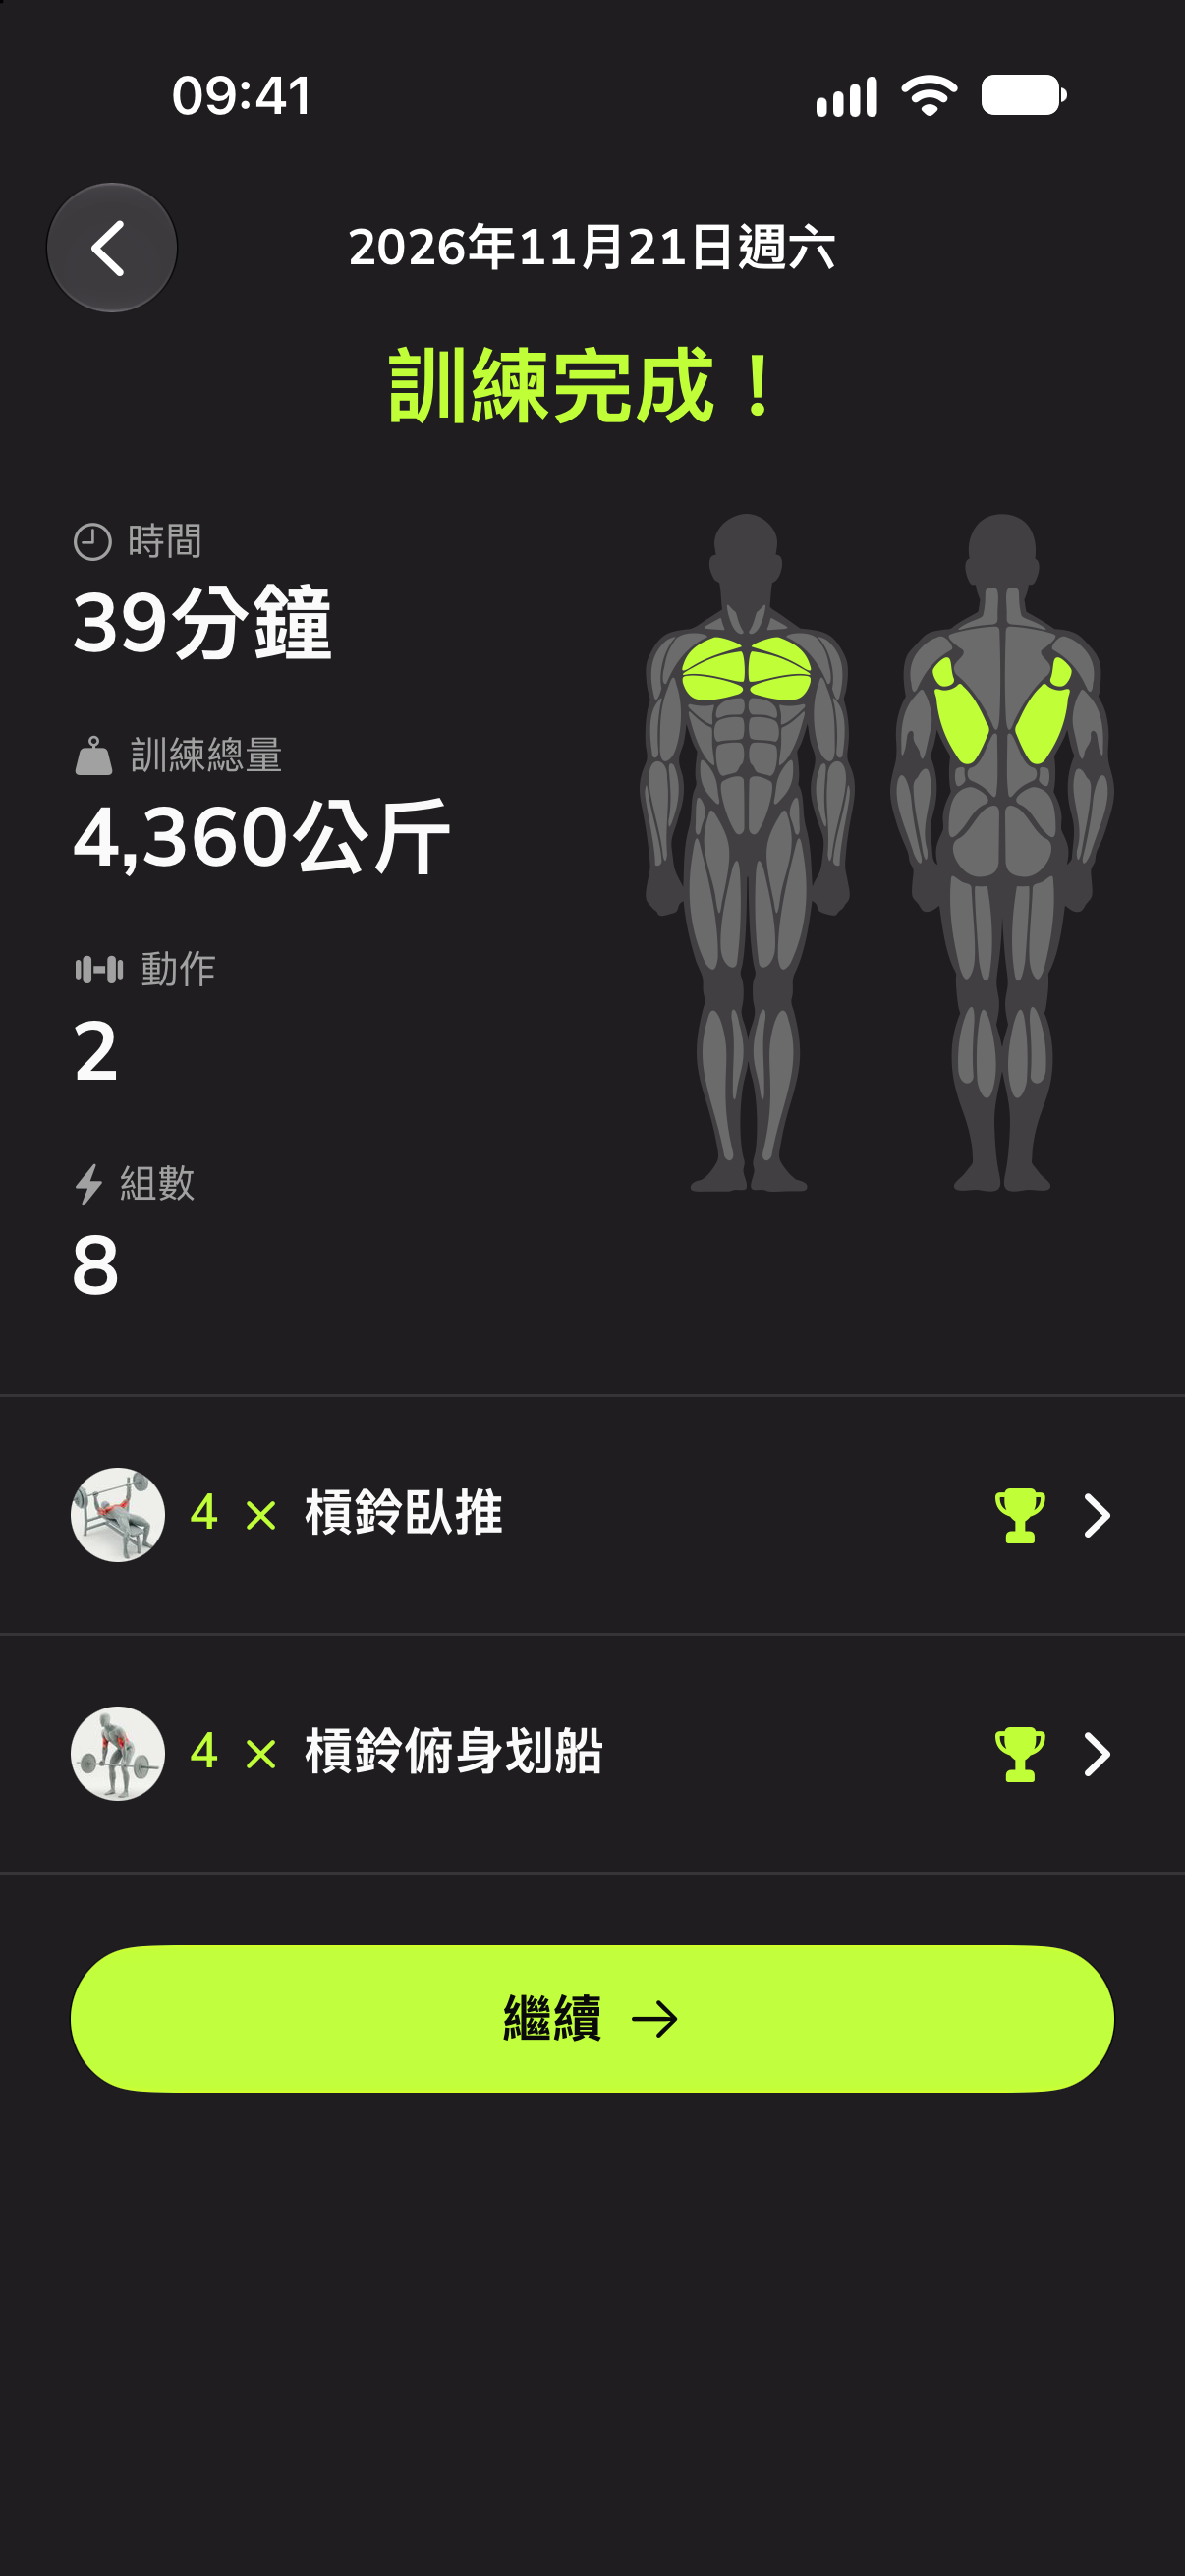 09:41
2026年11月21日週六
訓練完成！
時間
39分鐘
訓練總量
4,360公斤
動作
2
組數
8
4 × 槓鈴臥推
4 × 槓鈴俯身划船
繼續 →